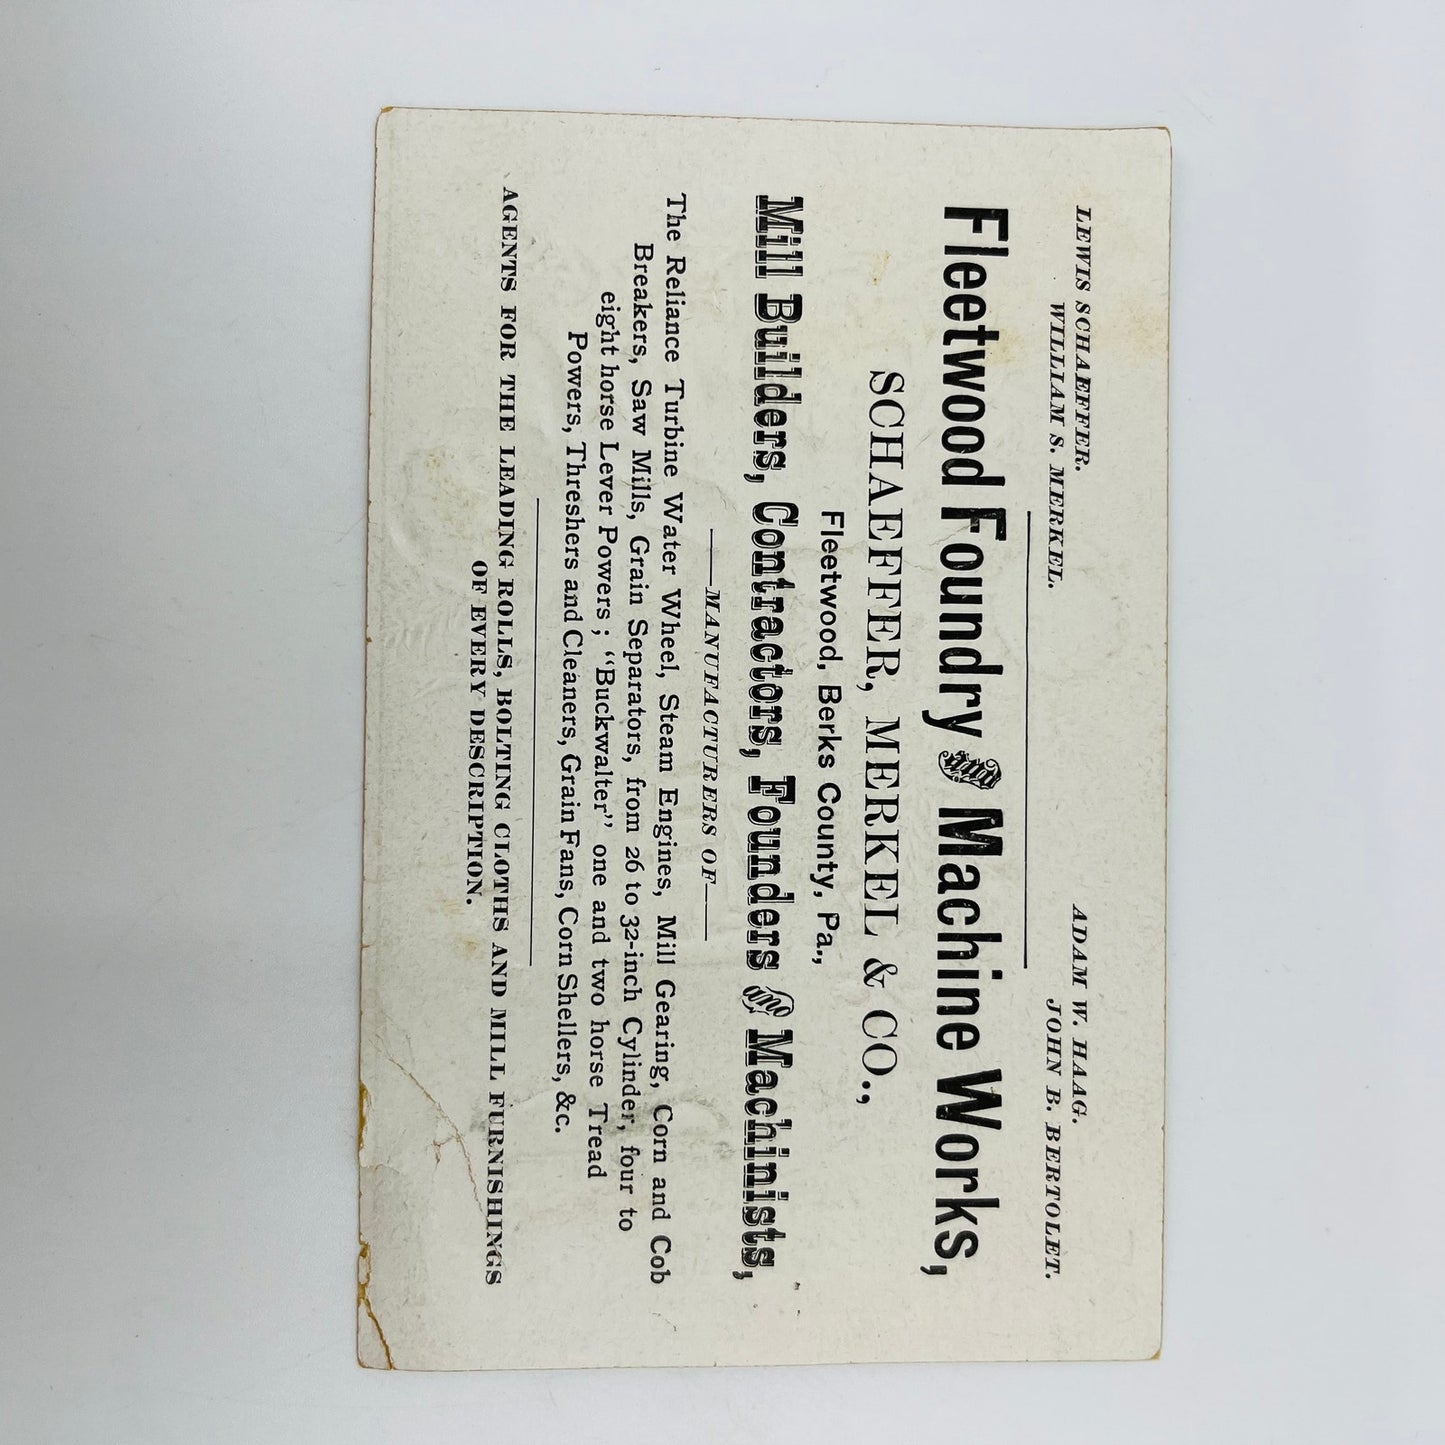 LEWIS SCHAEFFER.
WILLIAM S. MERKEL.
ADAM W. HAAG.
JOHN B. BERTOLET.
Fleetwood Foundry and Machine Works,
SCHAEFFER, MERKEL & CO.,
Fleetwood, Berks County, Pa.,
Mill Builders, Contractors, Founders and Machinists,
—MANUFACTURERS OF—
The Reliance Turbine Water Wheel, Steam Engines, Mill Gearing, Corn and Cob
Breakers, Saw Mills, Grain Separators, from 26 to 32-inch Cylinder, four to
eight horse Lever Powers; "Buckwalter" one and two horse Tread
Powers, Threshers and Cleaners, Grain Fans, Corn Shellers, &c.
AGENTS FOR THE LEADING ROLLS, BOLTING CLOTHS AND MILL FURNISHINGS
OF EVERY DESCRIPTION.